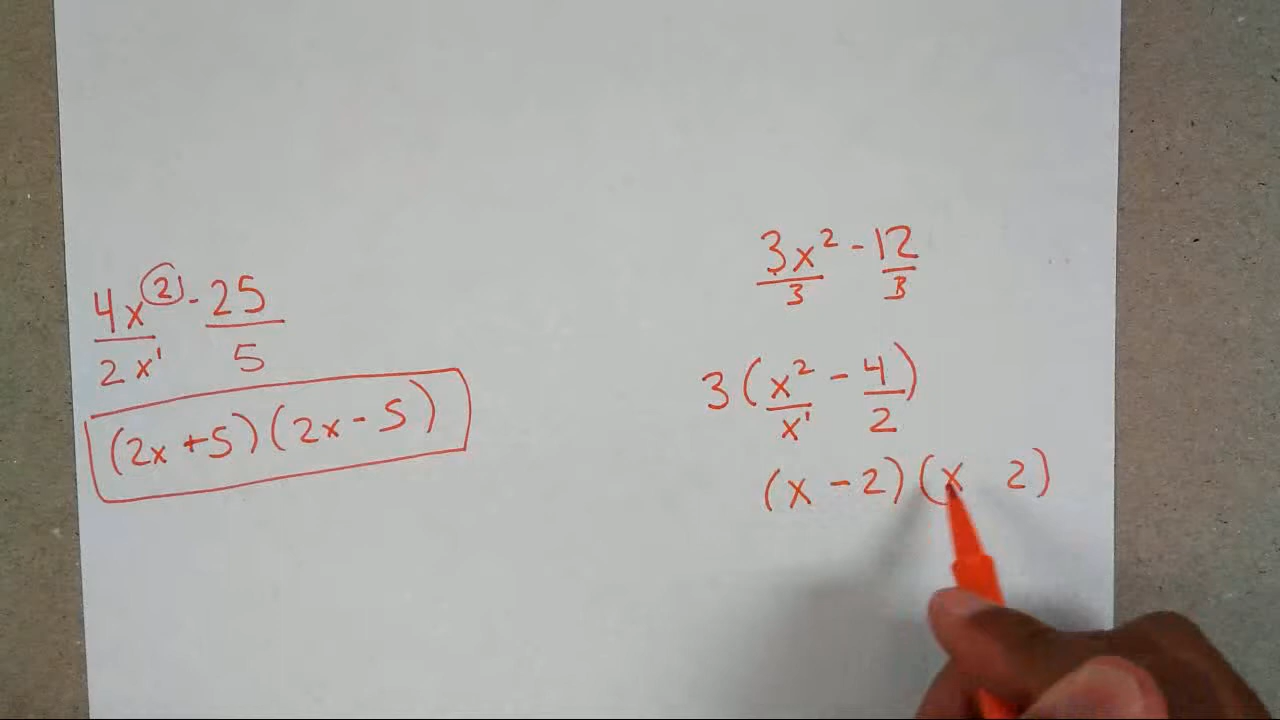 4x² - 25
2x¹ 5
(2x + 5)(2x - 5)
3x² - 12
3 3
3(x² - 4)
x¹ 2
(x - 2)(x 2)